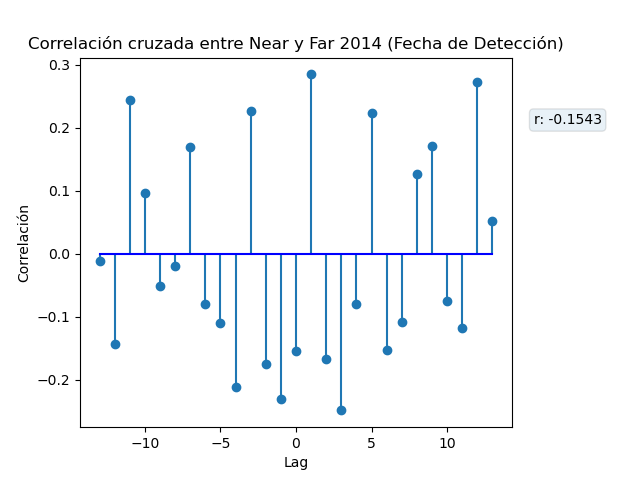 Correlación cruzada entre Near y Far 2014 (Fecha de Detección)
0.3
0.2
0.1
0.0
−0.1
−0.2
Correlación
−10
−5
0
5
10
Lag
r: -0.1543